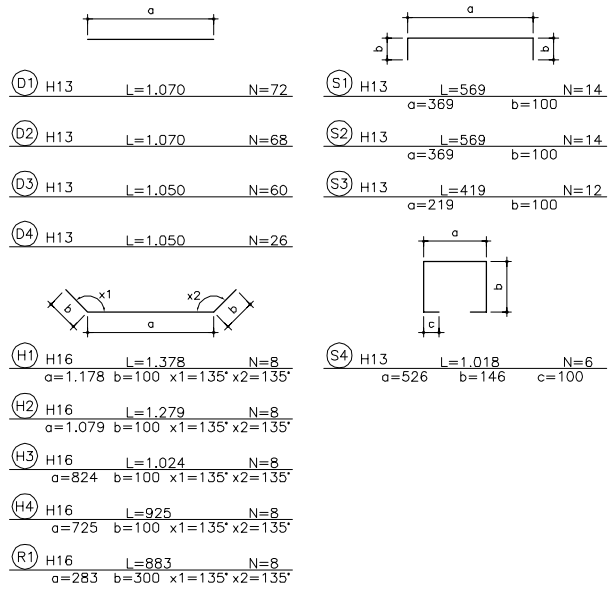 a
D1 H13 L=1.070 N=72
D2 H13 L=1.070 N=68
D3 H13 L=1.050 N=60
D4 H13 L=1.050 N=26
b x1 x2 b
a
H1 H16 L=1.378 N=8
a=1.178 b=100 x1=135° x2=135°
H2 H16 L=1.279 N=8
a=1.079 b=100 x1=135° x2=135°
H3 H16 L=1.024 N=8
a=824 b=100 x1=135° x2=135°
H4 H16 L=925 N=8
a=725 b=100 x1=135° x2=135°
R1 H16 L=883 N=8
a=283 b=300 x1=135° x2=135°
a
b b
S1 H13 L=569 N=14
a=369 b=100
S2 H13 L=569 N=14
a=369 b=100
S3 H13 L=419 N=12
a=219 b=100
a
b
c
S4 H13 L=1.018 N=6
a=526 b=146 c=100